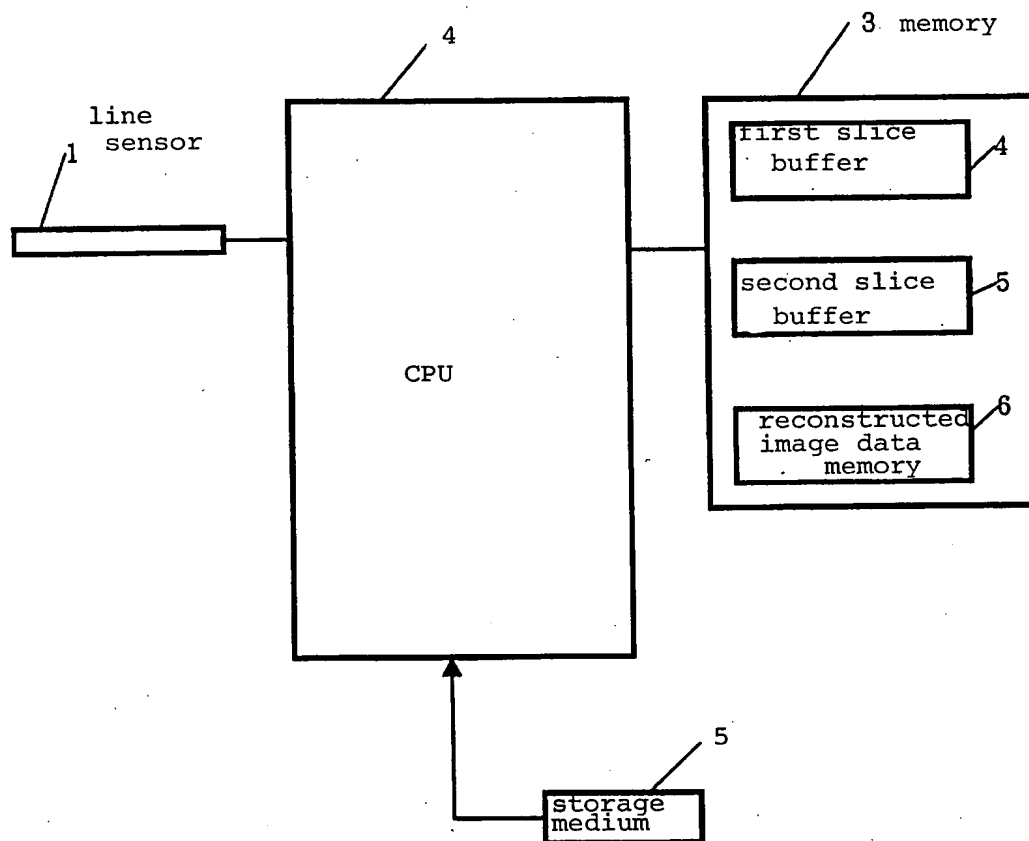 4
3 memory
line
sensor
1
first slice
buffer
4
second slice
buffer
5
CPU
reconstructed
image data
memory
6
5
storage
medium